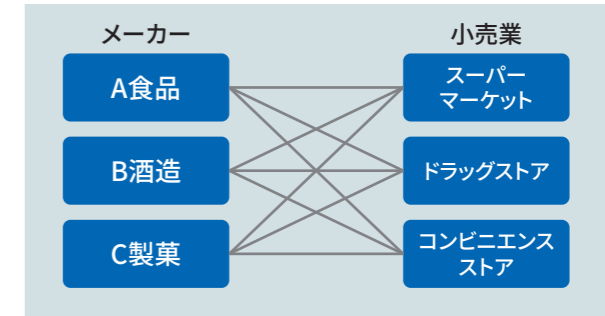 メーカー
小売業
A食品
B酒造
C製菓
スーパー
マーケット
ドラッグストア
コンビニエンス
ストア